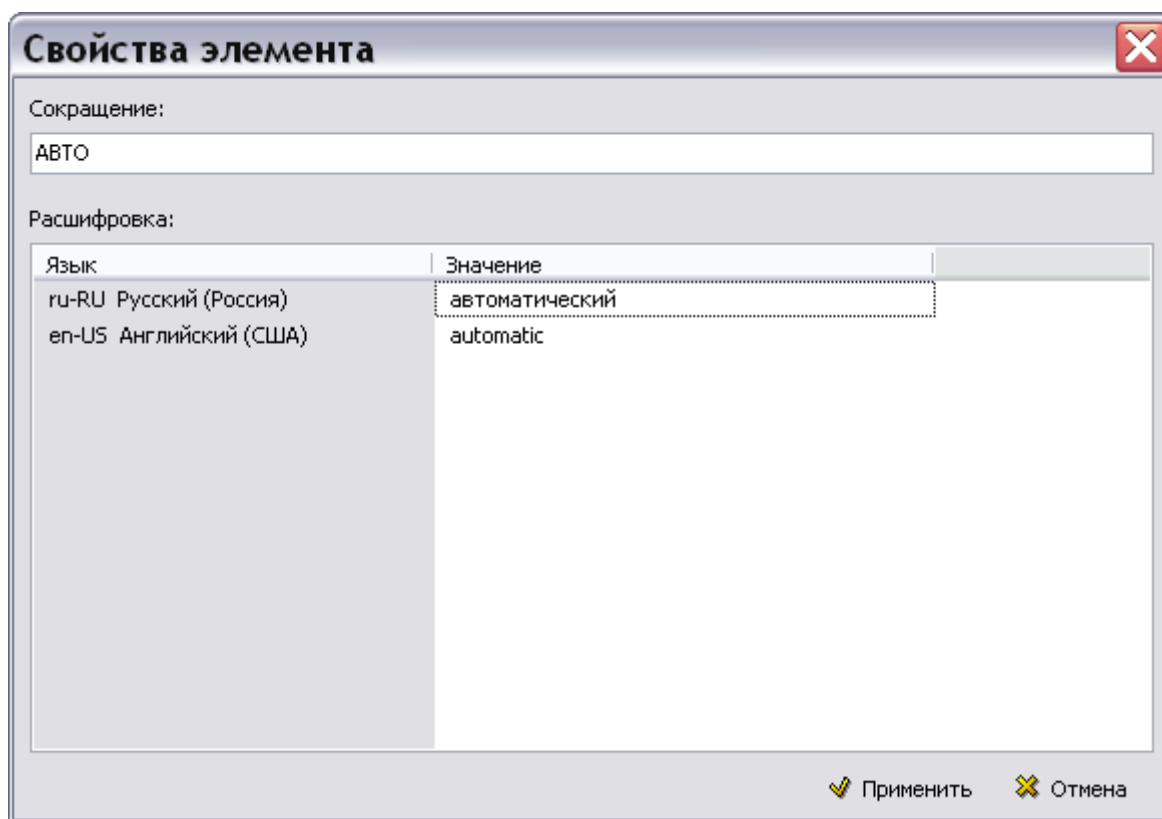 Свойства элемента
Сокращение:
АВТО
Расшифровка:
Язык Значение
ru-RU Русский (Россия) автоматический
en-US Английский (США) automatic
Применить Отмена